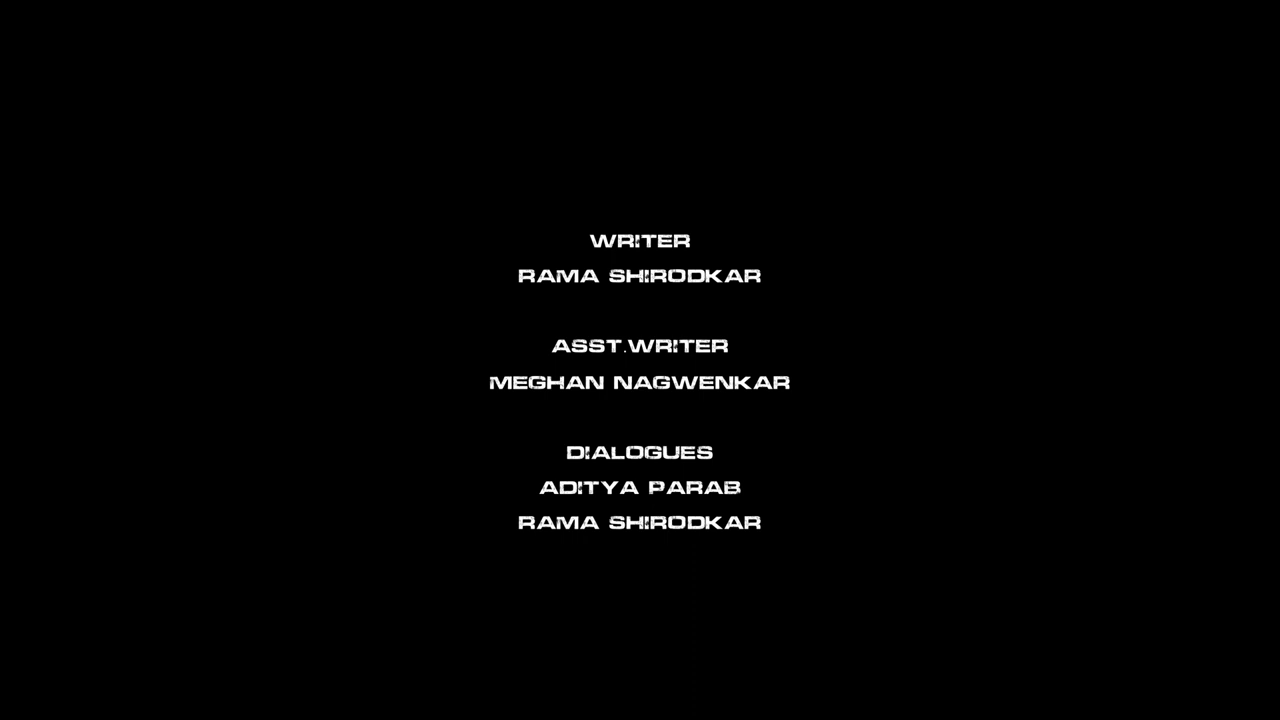 WRITER
RAMA SHIRODKAR
ASST.WRITER
MEGHAN NAGWENKAR
DIALOGUES
ADITYA PARAB
RAMA SHIRODKAR